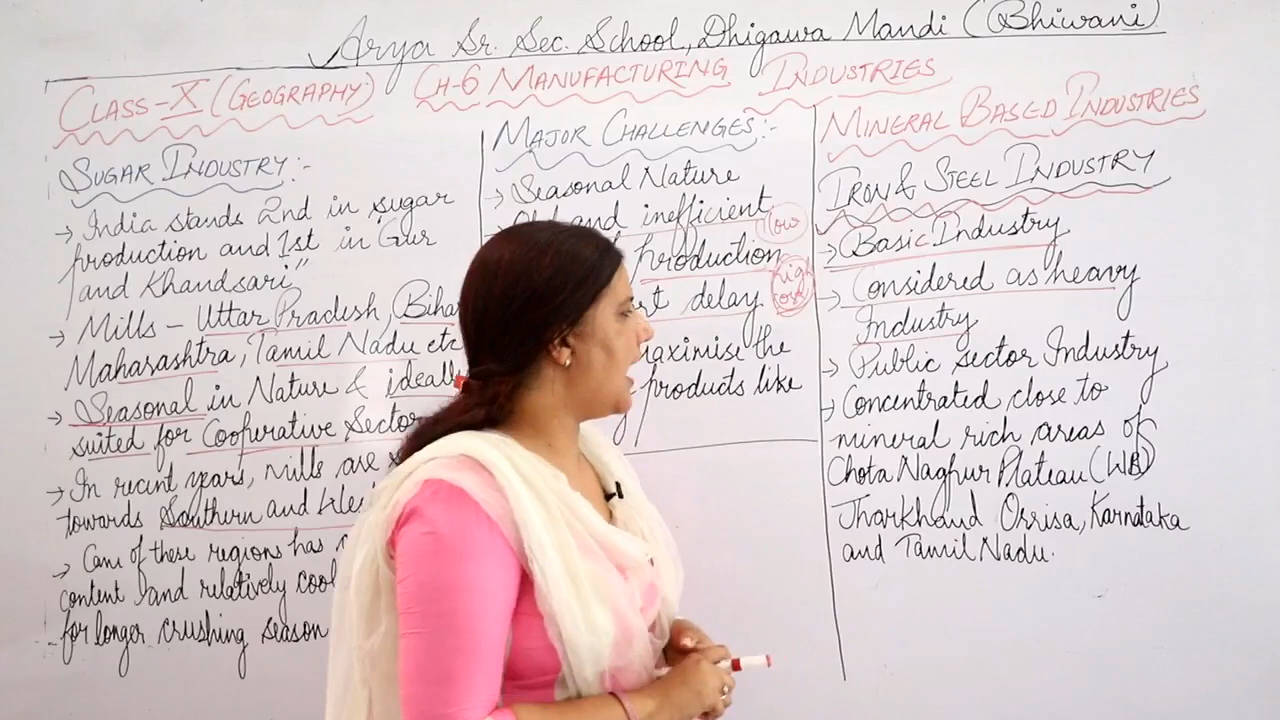 Arya Sr. Sec. School, Dhigawa Mandi (Bhiwani)
CLASS-X (GEOGRAPHY) CH-6 MANUFACTURING INDUSTRIES
SUGAR INDUSTRY:-
→ India stands 2nd in sugar
production and 1st in Gur
and Khandsari"
→ Mills - Uttar Pradesh, Bihar
Maharashtra, Tamil Nadu etc
→ Seasonal in Nature & ideally
suited for Cooperative Sector
→ In recent years, mills are
towards Southern and
→ Cane of these regions has
content and relatively
for longer crushing season
MAJOR CHALLENGES:-
→ Seasonal Nature
and inefficient
production low
delay high cost
maximise the
products like
MINERAL BASED INDUSTRIES
IRON & STEEL INDUSTRY
→ Basic Industry
→ Considered as heavy
Industry
→ Public sector Industry
→ Concentrated close to
mineral rich areas of
Chota Nagpur Plateau (WB)
Jharkhand Orrisa, Karnataka
and Tamil Nadu.